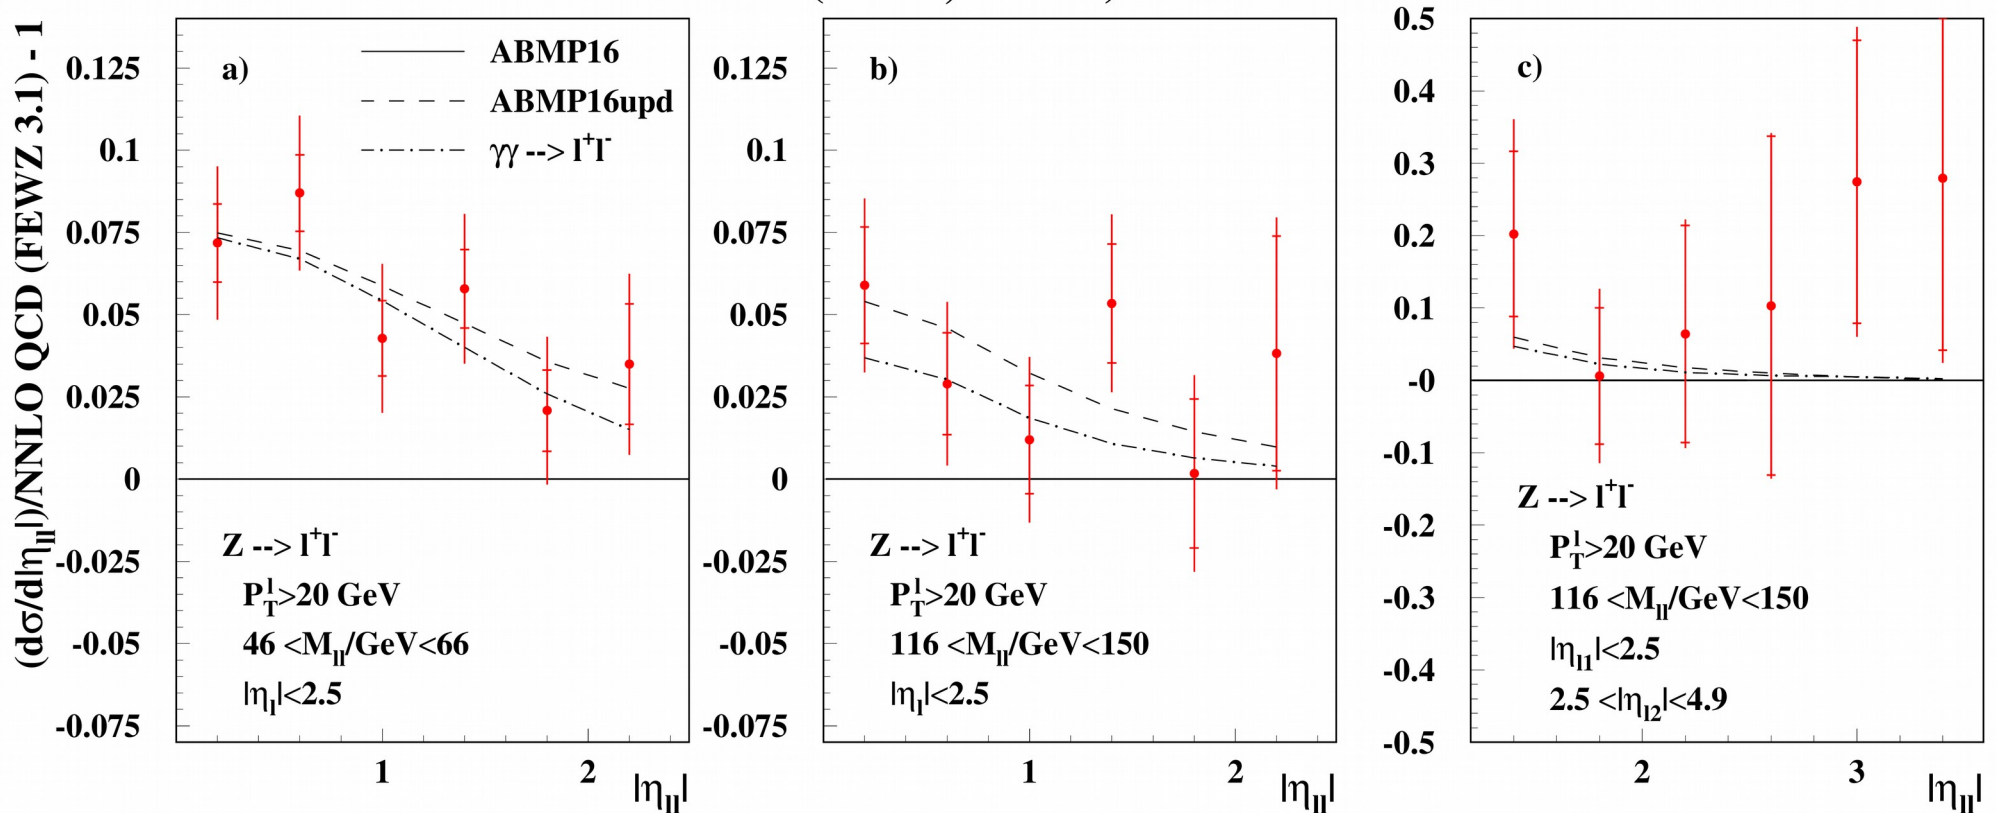 (dσ/d|η_ll|)/NNLO QCD (FEWZ 3.1) - 1
a)
ABMP16
ABMP16upd
γγ --> l⁺l⁻
0.125
0.1
0.075
0.05
0.025
0
-0.025
-0.05
-0.075
Z --> l⁺l⁻
P_T^l>20 GeV
46 <M_ll/GeV<66
|η_l|<2.5
1 2
|η_ll|
b)
0.125
0.1
0.075
0.05
0.025
0
-0.025
-0.05
-0.075
Z --> l⁺l⁻
P_T^l>20 GeV
116 <M_ll/GeV<150
|η_l|<2.5
1 2
|η_ll|
c)
0.5
0.4
0.3
0.2
0.1
-0
-0.1
-0.2
-0.3
-0.4
-0.5
Z --> l⁺l⁻
P_T^l>20 GeV
116 <M_ll/GeV<150
|η_l1|<2.5
2.5 <|η_l2|<4.9
2 3
|η_ll|